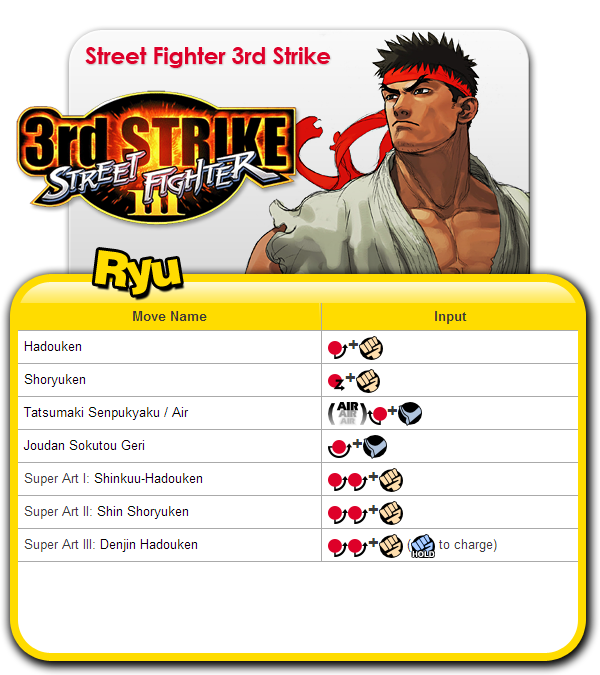 Street Fighter 3rd Strike
3rd STRIKE
STREET FIGHTER
III
Ryu
Move Name Input
Hadouken +
Shoryuken +
Tatsumaki Senpukyaku / Air (AIR AIR AIR) +
Joudan Sokutou Geri +
Super Art I: Shinkuu-Hadouken +
Super Art II: Shin Shoryuken +
Super Art III: Denjin Hadouken + (HOLD to charge)